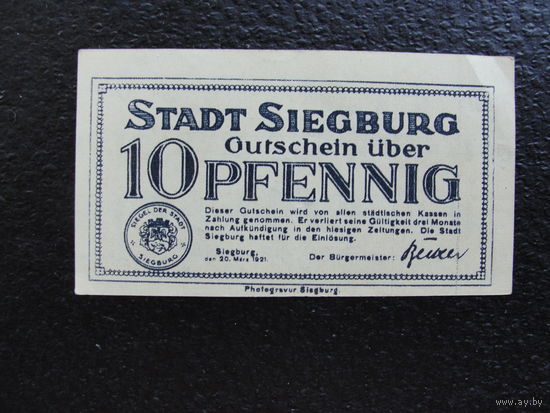 STADT SIEGBURG
Gutschein über
10 PFENNIG
Dieser Gutschein wird von allen städtischen Kassen in
Zahlung genommen. Er verliert seine Gültigkeit drei Monate
nach Aufkündigung in den hiesigen Zeitungen. Die Stadt
Siegburg haftet für die Einlösung.
SIEGEL DER STADT
SIEGBURG
Siegburg,
den 20. März 1921.
Der Bürgermeister:
Photogravur Siegburg.
www.ay.by